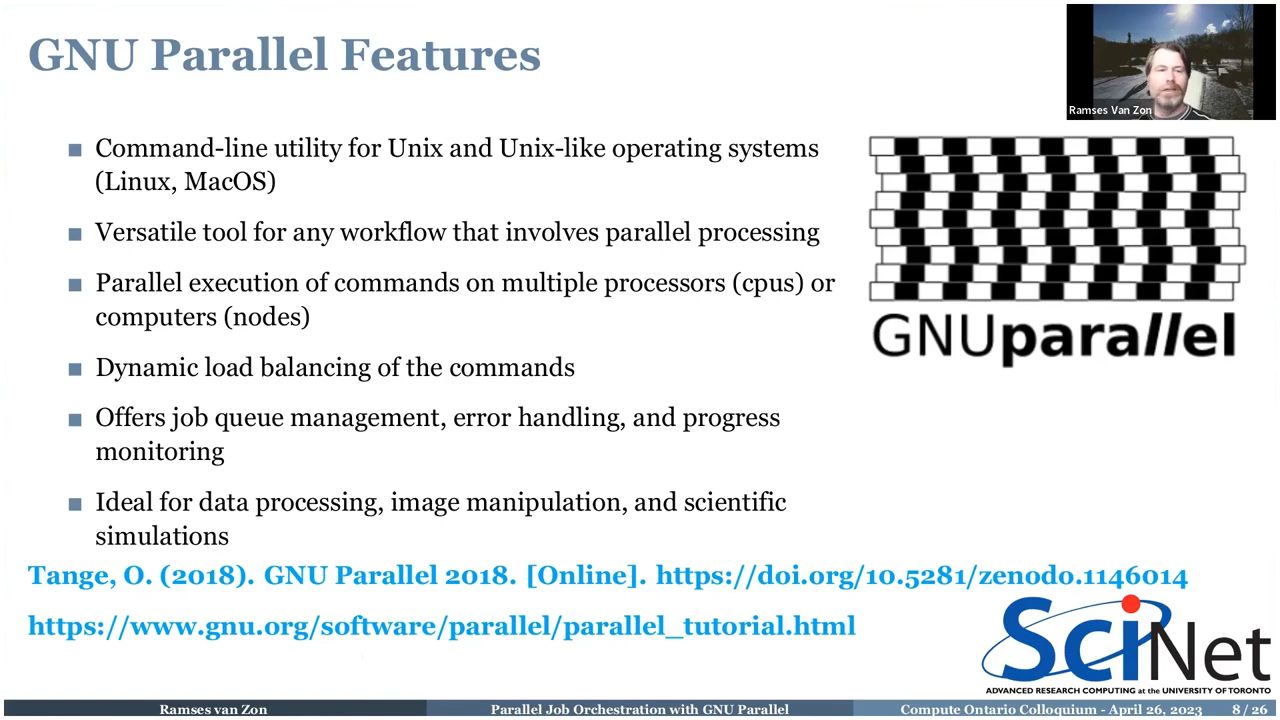 GNU Parallel Features
Ramses Van Zon
■ Command-line utility for Unix and Unix-like operating systems
(Linux, MacOS)
■ Versatile tool for any workflow that involves parallel processing
■ Parallel execution of commands on multiple processors (cpus) or
computers (nodes)
■ Dynamic load balancing of the commands
■ Offers job queue management, error handling, and progress
monitoring
■ Ideal for data processing, image manipulation, and scientific
simulations
GNUparallel
Tange, O. (2018). GNU Parallel 2018. [Online]. https://doi.org/10.5281/zenodo.1146014
https://www.gnu.org/software/parallel/parallel_tutorial.html
SciNet
ADVANCED RESEARCH COMPUTING at the UNIVERSITY OF TORONTO
Ramses van Zon
Parallel Job Orchestration with GNU Parallel
Compute Ontario Colloquium - April 26, 2023
8 / 26